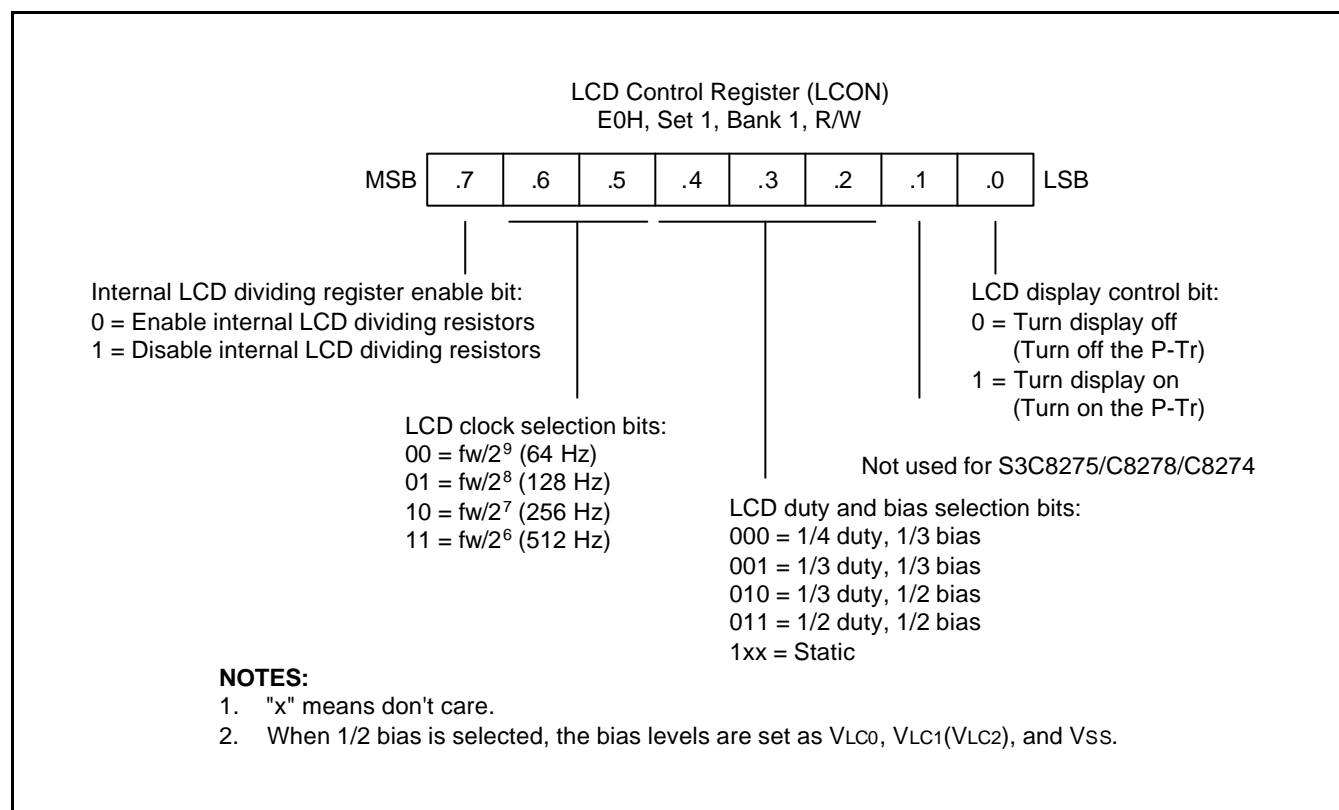 LCD Control Register (LCON)
E0H, Set 1, Bank 1, R/W
MSB .7 .6 .5 .4 .3 .2 .1 .0 LSB
Internal LCD dividing register enable bit:
0 = Enable internal LCD dividing resistors
1 = Disable internal LCD dividing resistors
LCD display control bit:
0 = Turn display off
(Turn off the P-Tr)
1 = Turn display on
(Turn on the P-Tr)
LCD clock selection bits:
00 = fw/2⁹ (64 Hz)
01 = fw/2⁸ (128 Hz)
10 = fw/2⁷ (256 Hz)
11 = fw/2⁶ (512 Hz)
Not used for S3C8275/C8278/C8274
LCD duty and bias selection bits:
000 = 1/4 duty, 1/3 bias
001 = 1/3 duty, 1/3 bias
010 = 1/3 duty, 1/2 bias
011 = 1/2 duty, 1/2 bias
1xx = Static
NOTES:
1. "x" means don't care.
2. When 1/2 bias is selected, the bias levels are set as VLC0, VLC1(VLC2), and VSS.